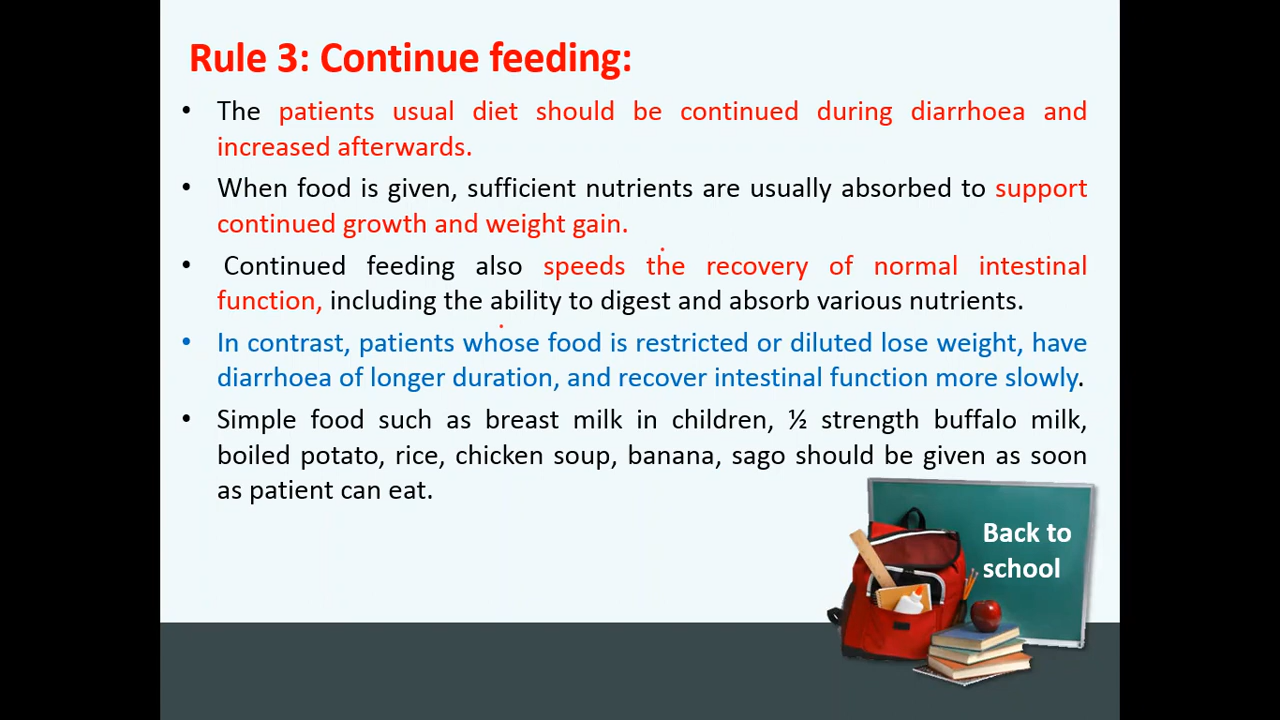 Rule 3: Continue feeding:
• The patients usual diet should be continued during diarrhoea and
increased afterwards.
• When food is given, sufficient nutrients are usually absorbed to support
continued growth and weight gain.
• Continued feeding also speeds the recovery of normal intestinal
function, including the ability to digest and absorb various nutrients.
• In contrast, patients whose food is restricted or diluted lose weight, have
diarrhoea of longer duration, and recover intestinal function more slowly.
• Simple food such as breast milk in children, ½ strength buffalo milk,
boiled potato, rice, chicken soup, banana, sago should be given as soon
as patient can eat.
Back to
school